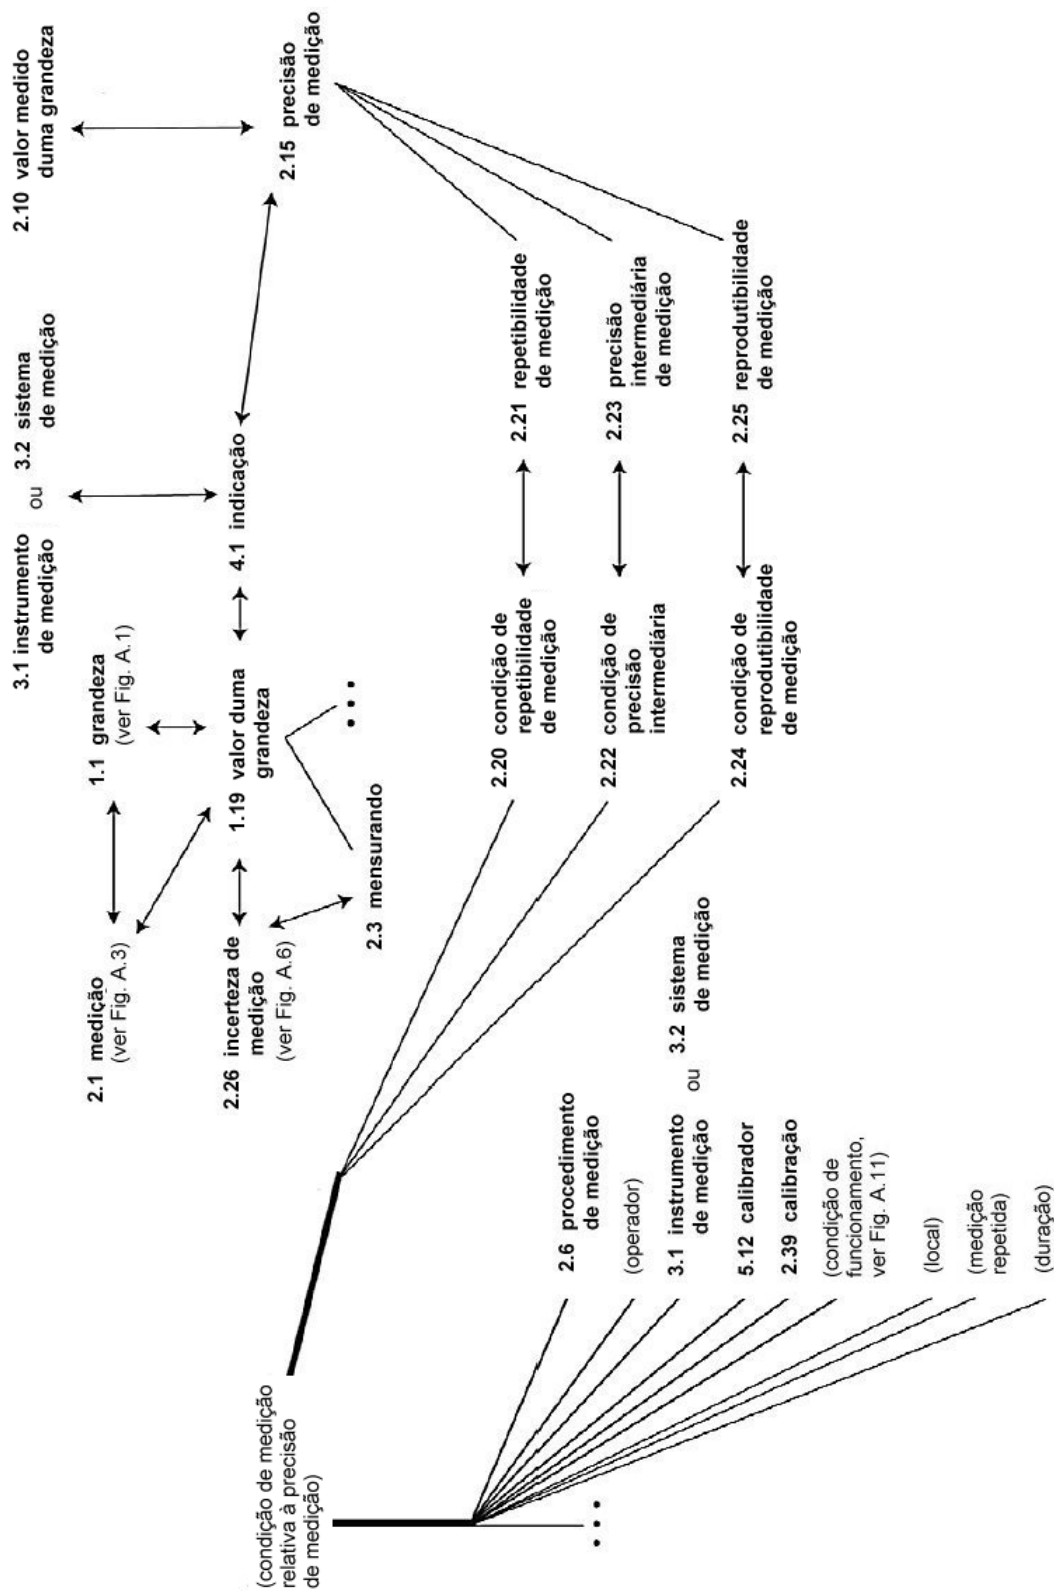 3.1 instrumento
de medição
ou
3.2 sistema
de medição
2.10 valor medido
duma grandeza
2.1 medição
(ver Fig. A.3)
1.1 grandeza
(ver Fig. A.1)
2.26 incerteza de
medição
(ver Fig. A.6)
1.19 valor duma
grandeza
4.1 indicação
2.15 precisão
de medição
2.3 mensurando
(condição de medição
relativa à precisão
de medição)
2.20 condição de
repetibilidade
de medição
2.21 repetibilidade
de medição
2.22 condição de
precisão
intermediária
2.23 precisão
intermediária
de medição
2.24 condição de
reprodutibilidade
de medição
2.25 reprodutibilidade
de medição
2.6 procedimento
de medição
(operador)
3.1 instrumento
de medição
ou
3.2 sistema
de medição
5.12 calibrador
2.39 calibração
(condição de
funcionamento,
ver Fig. A.11)
(local)
(medição
repetida)
(duração)